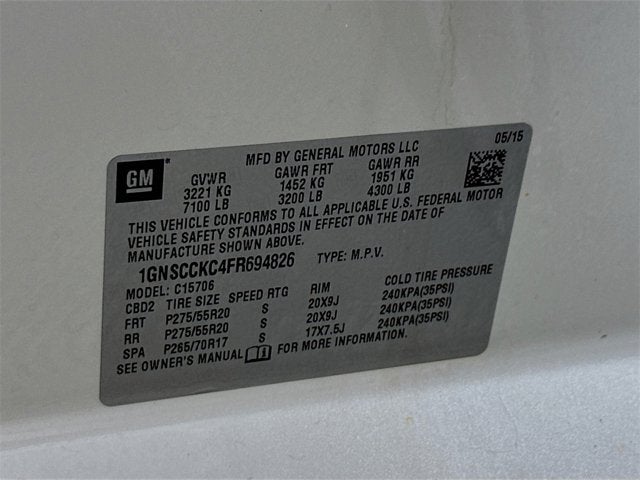 GM
MFD BY GENERAL MOTORS LLC 05/15
GVWR GAWR FRT GAWR RR
3221 KG 1452 KG 1951 KG
7100 LB 3200 LB 4300 LB
THIS VEHICLE CONFORMS TO ALL APPLICABLE U.S. FEDERAL MOTOR
VEHICLE SAFETY STANDARDS IN EFFECT ON THE DATE OF
MANUFACTURE SHOWN ABOVE.
1GNSCCKC4FR694826 TYPE: M.P.V.
MODEL: C15706
CBD2 TIRE SIZE SPEED RTG RIM COLD TIRE PRESSURE
FRT P275/55R20 S 20X9J 240KPA(35PSI)
RR P275/55R20 S 20X9J 240KPA(35PSI)
SPA P265/70R17 S 17X7.5J 240KPA(35PSI)
SEE OWNER'S MANUAL FOR MORE INFORMATION.